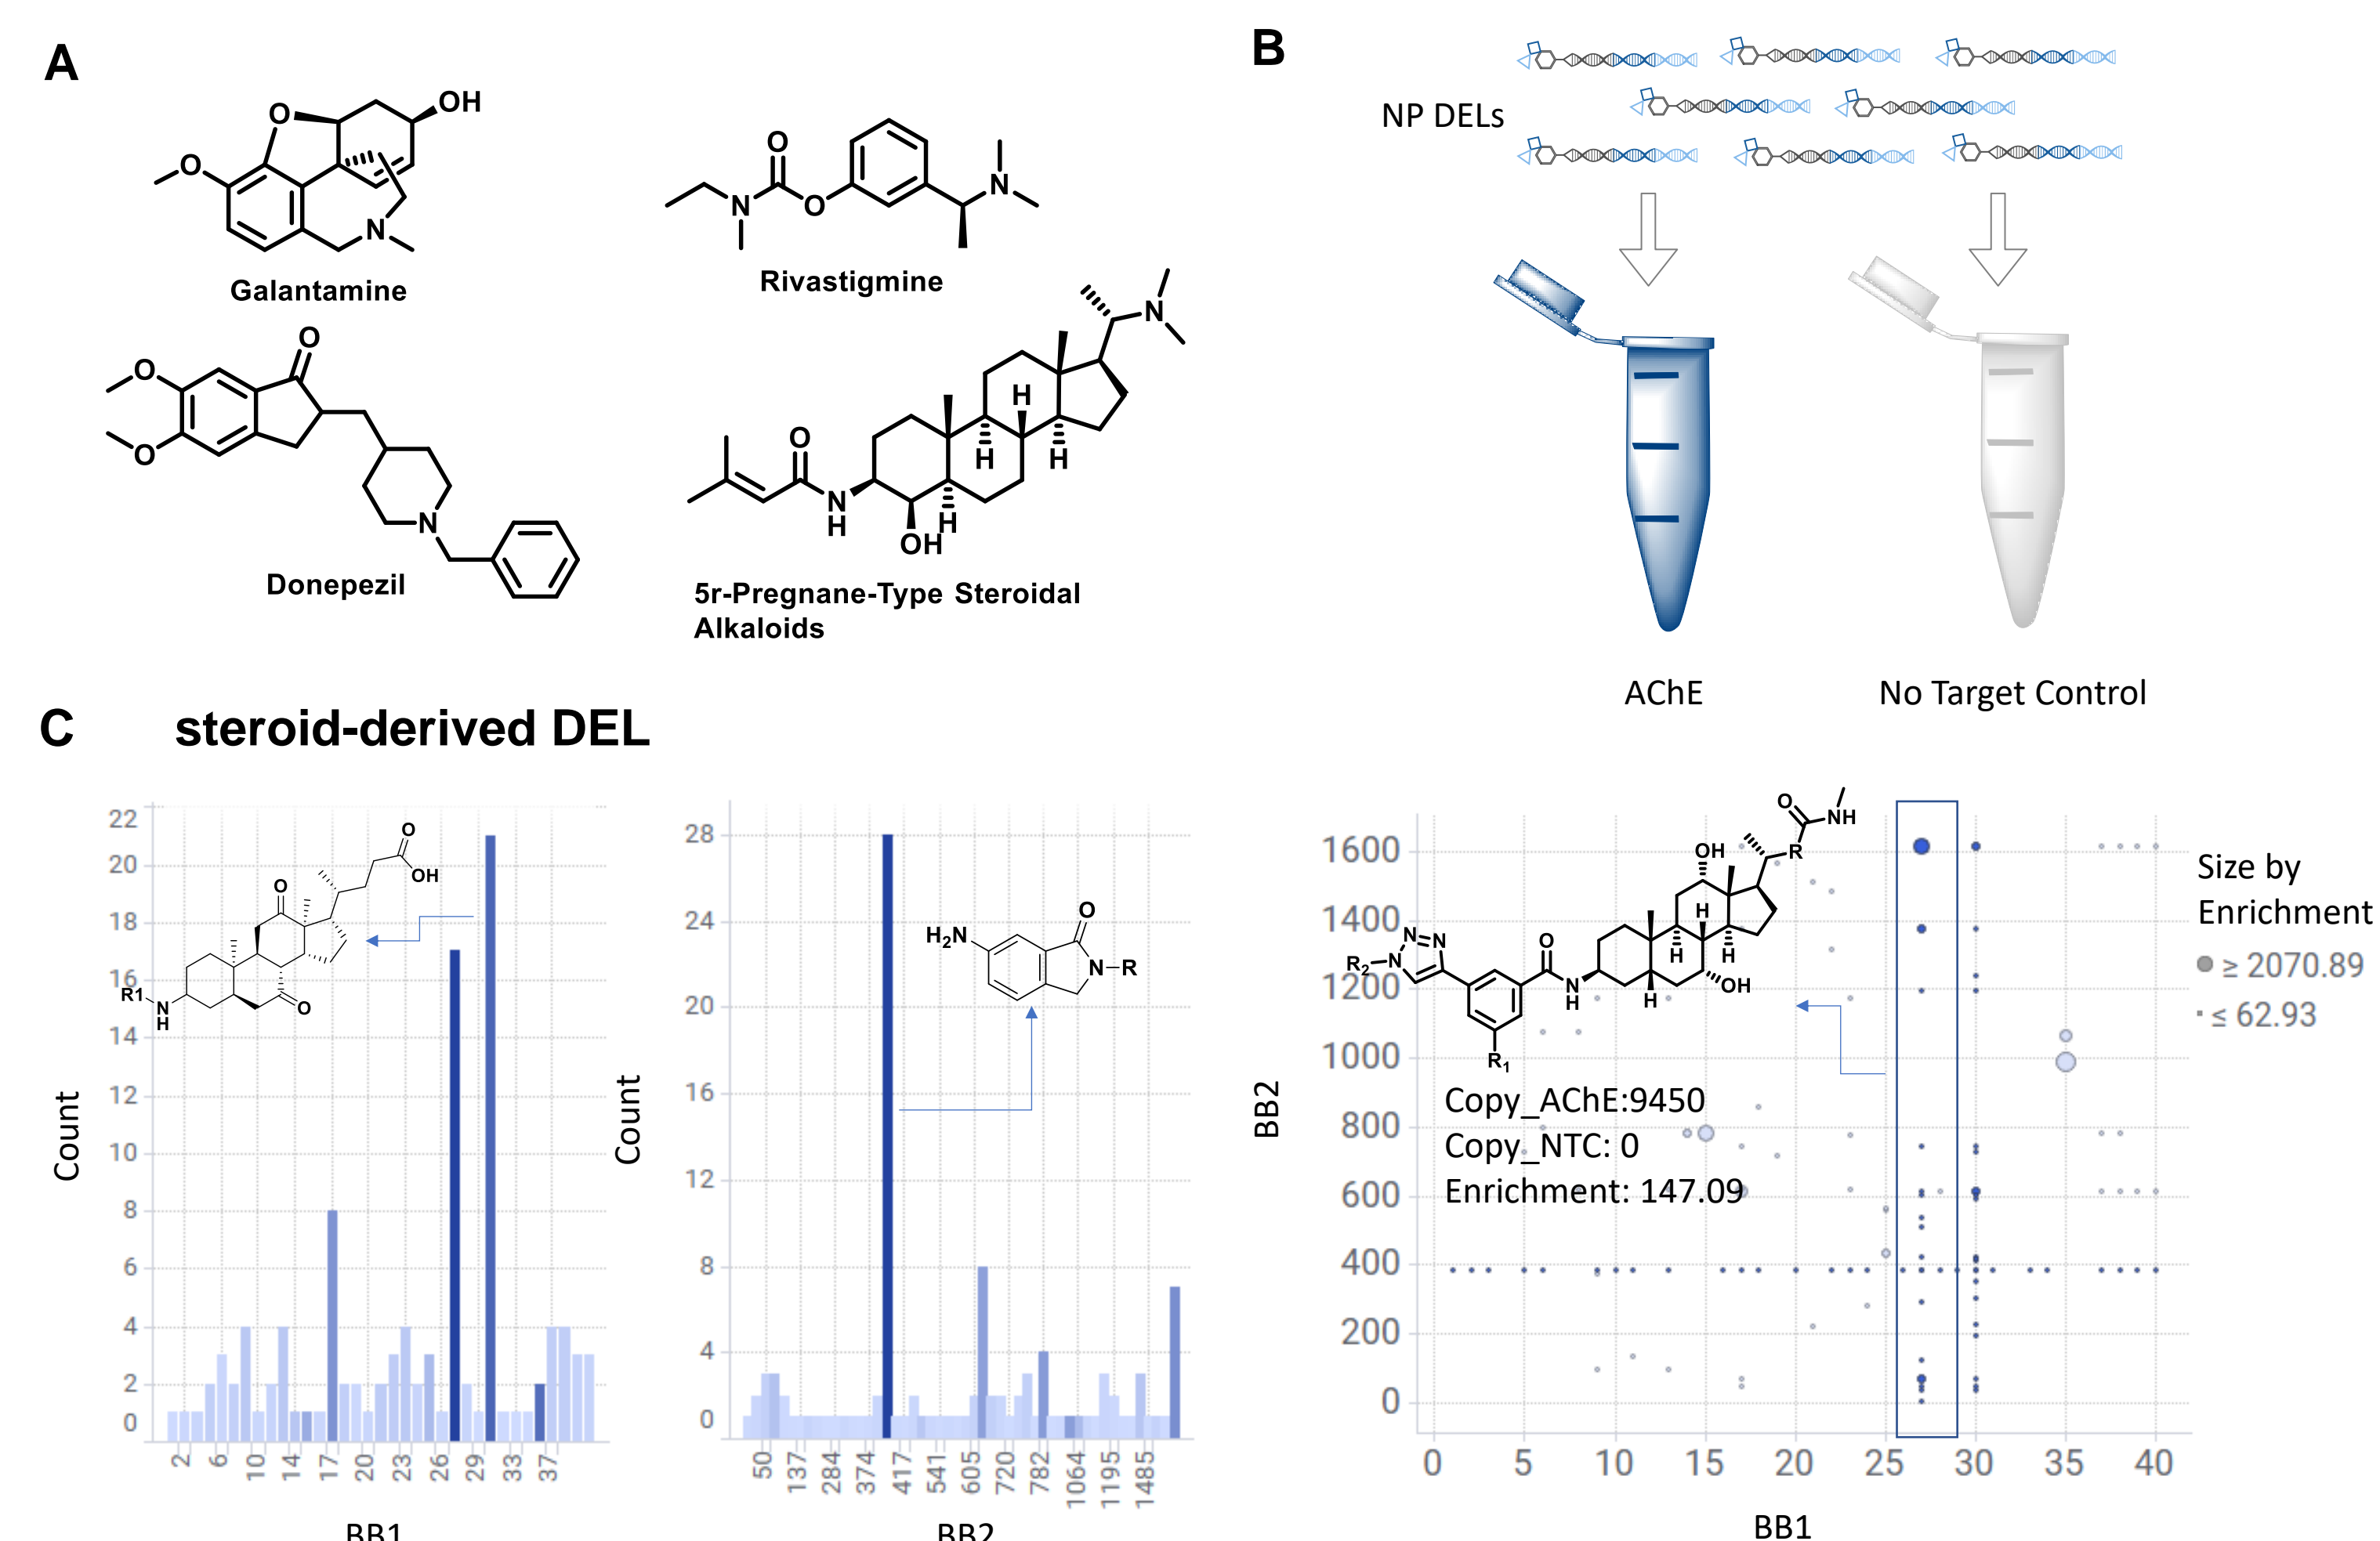 A
O
OH
O
N
Galantamine
O
N
O
N
Rivastigmine
O
O
O
N
Donepezil
N
H
H
H
H
O
N
H
OH
5r-Pregnane-Type Steroidal
Alkaloids
B
NP DELs
AChE
No Target Control
C steroid-derived DEL
22
20
18
16
14
12
10
8
6
4
2
0
Count
2 6 10 14 17 20 23 26 29 33 37
BB1
O
OH
O
R1
N
H
O
28
24
20
16
12
8
4
0
Count
50 137 284 374 417 541 605 720 782 1064 1195 1485
BB2
H2N
O
N R
1600
1400
1200
1000
800
600
400
200
0
BB2
0 5 10 15 20 25 30 35 40
BB1
O
NH
R
OH
H
H
H
H
OH
O
N
H
N N
N
R2
R1
Copy_AChE:9450
Copy_NTC: 0
Enrichment: 147.09
Size by
Enrichment
≥ 2070.89
≤ 62.93